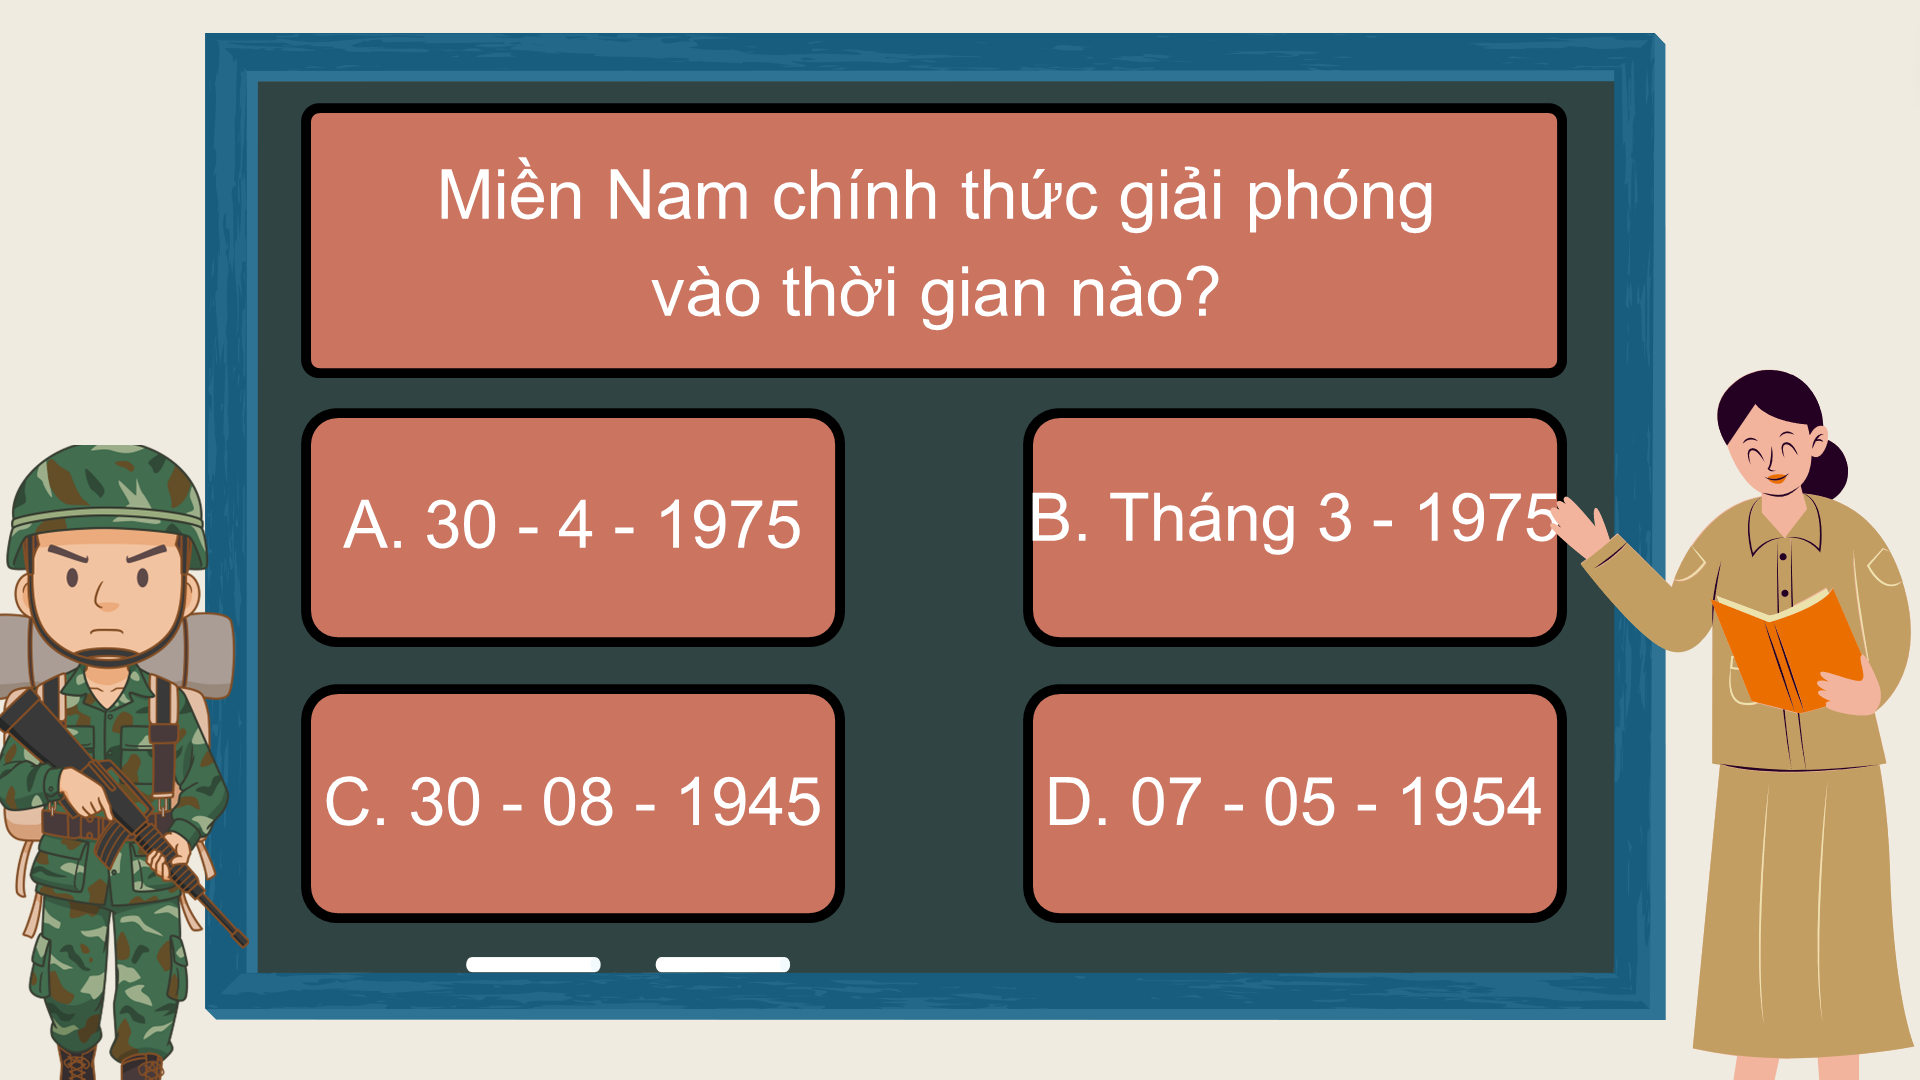 Miền Nam chính thức giải phóng
vào thời gian nào?
A. 30 - 4 - 1975
B. Tháng 3 - 1975
C. 30 - 08 - 1945
D. 07 - 05 - 1954